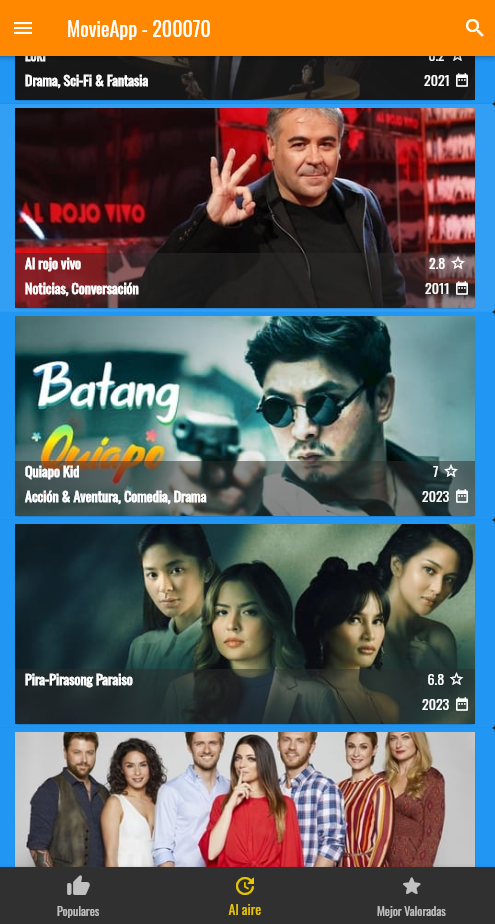 MovieApp - 200070
Loki
8.2
Drama, Sci-Fi & Fantasia
2021
AL ROJO VIVO
Al rojo vivo
2.8
Noticias, Conversación
2011
Batang
Quiapo
Quiapo Kid
7
Acción & Aventura, Comedia, Drama
2023
Pira-Pirasong Paraiso
6.8
2023
Populares
Al aire
Mejor Valoradas